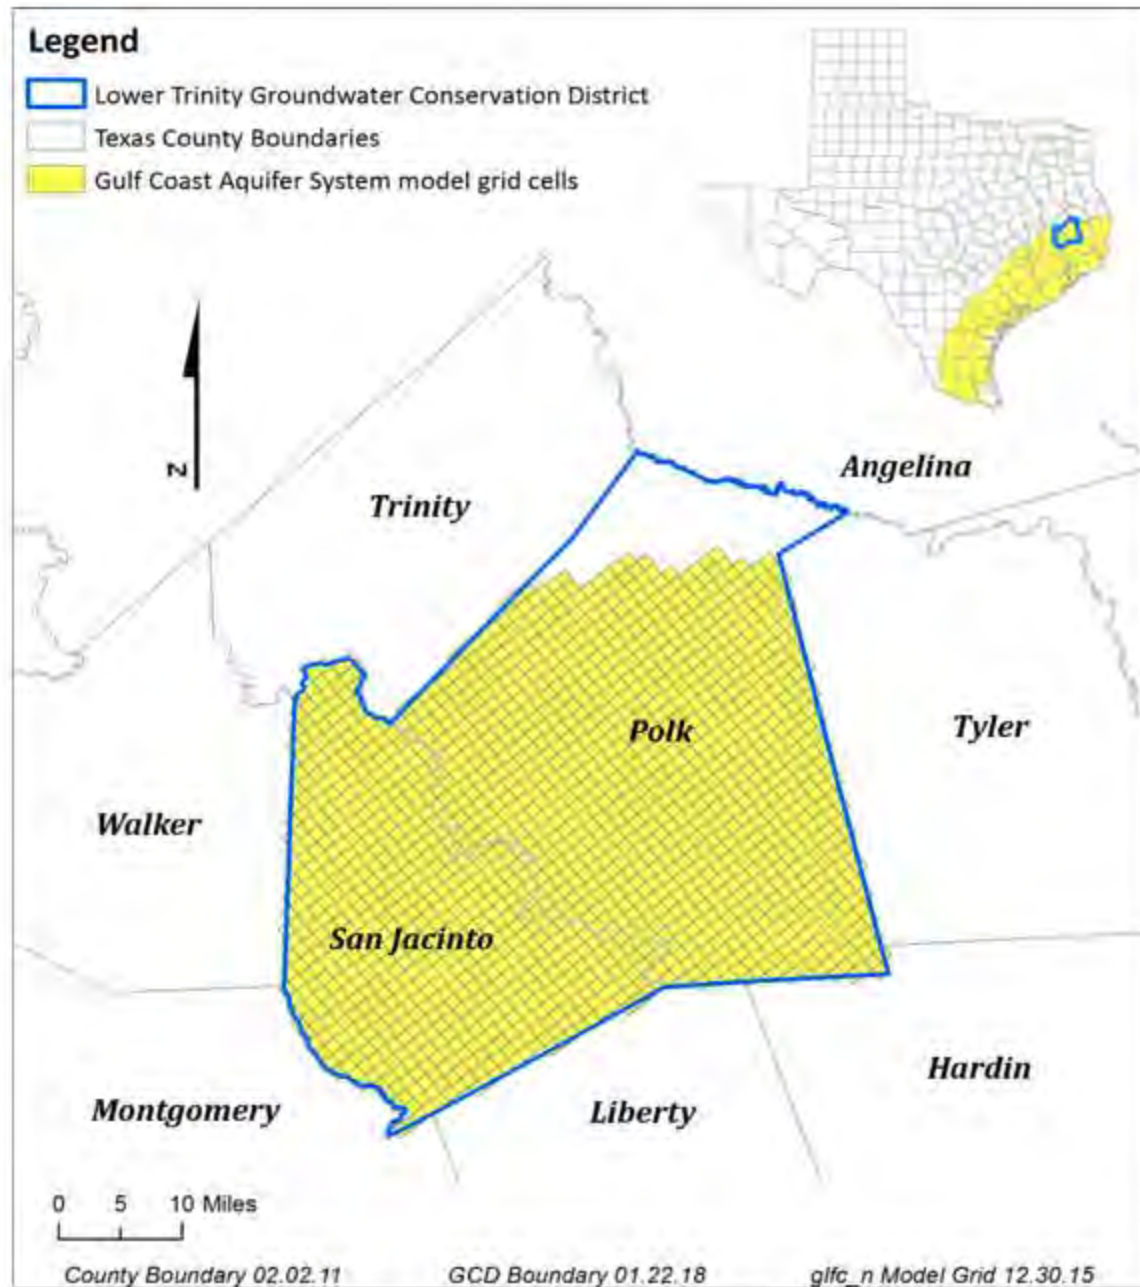 Legend
Lower Trinity Groundwater Conservation District
Texas County Boundaries
Gulf Coast Aquifer System model grid cells
N
Angelina
Trinity
Polk
Tyler
Walker
San Jacinto
Hardin
Montgomery
Liberty
0 5 10 Miles
County Boundary 02.02.11 GCD Boundary 01.22.18 glfc_n Model Grid 12.30.15